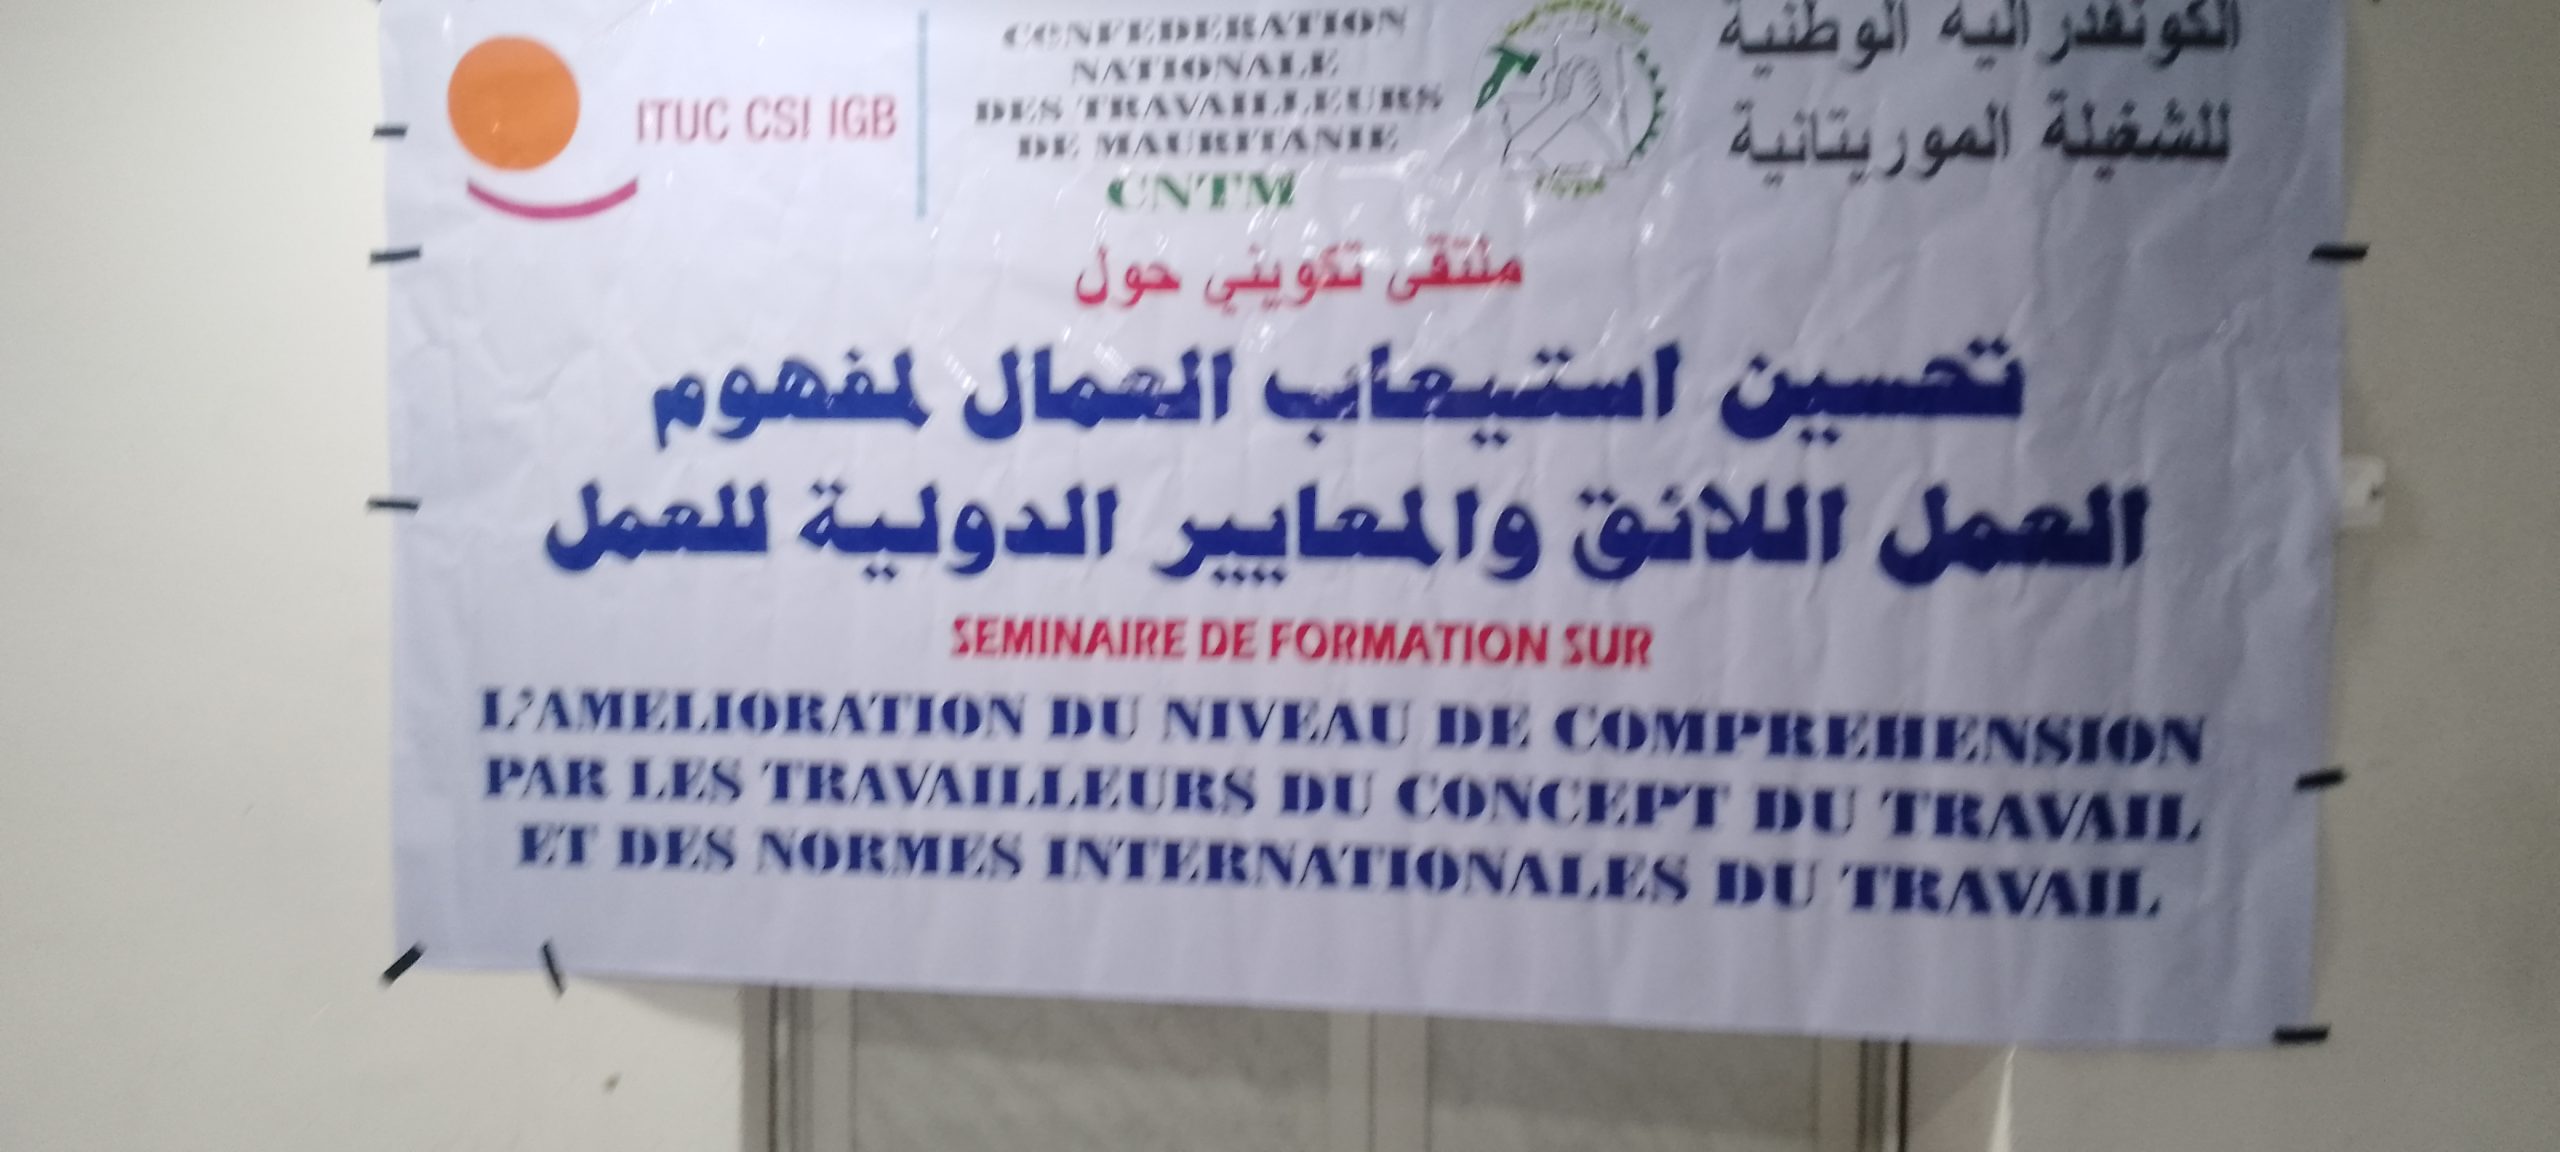 ITUC CSI IGB
CONFEDERATION
NATIONALE
DES TRAVAILLEURS
DE MAURITANIE
CNTM
الكونفدرالية الوطنية
للشغيلة الموريتانية
ملتقى تكويني حول
تحسين استيعاب العمال لمفهوم
العمل اللائق والمعايير الدولية للعمل
SEMINAIRE DE FORMATION SUR
L'AMELIORATION DU NIVEAU DE COMPREHENSION
PAR LES TRAVAILLEURS DU CONCEPT DU TRAVAIL
ET DES NORMES INTERNATIONALES DU TRAVAIL